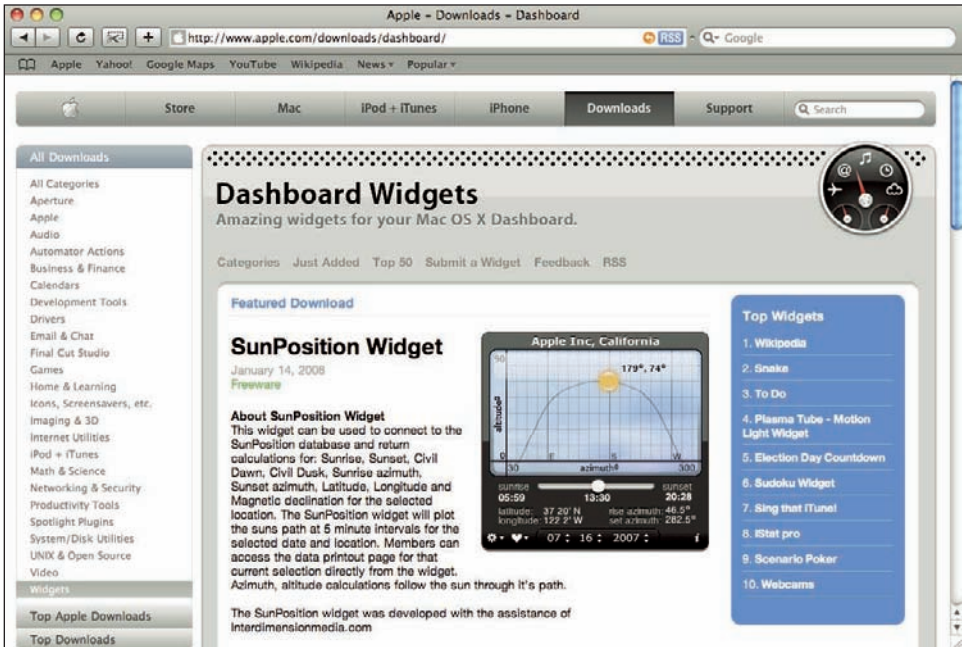 Apple – Downloads – Dashboard
http://www.apple.com/downloads/dashboard/
RSS
Google
Apple Yahoo! Google Maps YouTube Wikipedia News Popular
Store Mac iPod + iTunes iPhone Downloads Support Search
All Downloads
All Categories
Aperture
Apple
Audio
Automator Actions
Business & Finance
Calendars
Development Tools
Drivers
Email & Chat
Final Cut Studio
Games
Home & Learning
Icons, Screensavers, etc.
Imaging & 3D
Internet Utilities
iPod + iTunes
Math & Science
Networking & Security
Productivity Tools
Spotlight Plugins
System/Disk Utilities
UNIX & Open Source
Video
Widgets
Top Apple Downloads
Top Downloads
Dashboard Widgets
Amazing widgets for your Mac OS X Dashboard.
Categories Just Added Top 50 Submit a Widget Feedback RSS
Featured Download
SunPosition Widget
January 14, 2008
Freeware
About SunPosition Widget
This widget can be used to connect to the
SunPosition database and return
calculations for: Sunrise, Sunset, Civil
Dawn, Civil Dusk, Sunrise azimuth,
Sunset azimuth, Latitude, Longitude and
Magnetic declination for the selected
location. The SunPosition widget will plot
the suns path at 5 minute intervals for the
selected date and location. Members can
access the data printout page for that
current selection directly from the widget.
Azimuth, altitude calculations follow the sun through it's path.
The SunPosition widget was developed with the assistance of
Interdimensionmedia.com
Apple Inc, California
90
179º, 74º
altitudeº
0
E S W
30 azimuthº 300
sunrise sunset
05:59 13:30 20:28
latitude: 37 20' N rise azimuth: 46.5º
longitude: 122 2' W set azimuth: 282.5º
07 : 16 : 2007 :
i
Top Widgets
1. Wikipedia
2. Snake
3. To Do
4. Plasma Tube - Motion
Light Widget
5. Election Day Countdown
6. Sudoku Widget
7. Sing that iTune!
8. iStat pro
9. Scenario Poker
10. Webcams